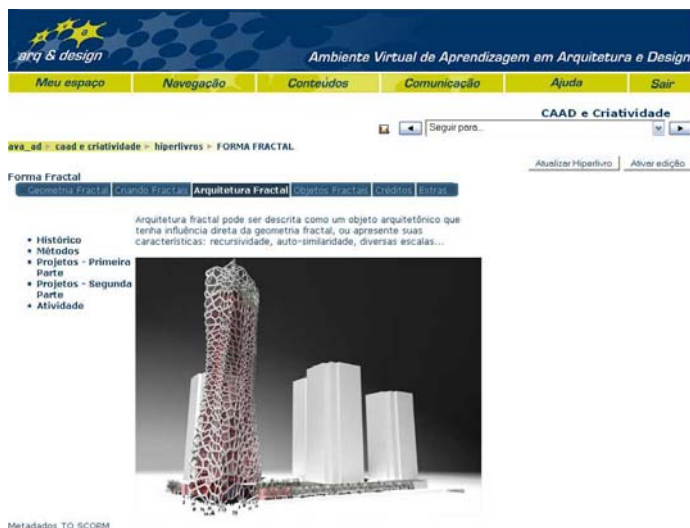 arq & design
Ambiente Virtual de Aprendizagem em Arquitetura e Design
Meu espaço Navegação Conteúdos Comunicação Ajuda Sair
CAAD e Criatividade
Seguir para...
ava_ad ► caad e criatividade ► hiperlivros ► FORMA FRACTAL
Atualizar Hiperlivro Ativar edição
Forma Fractal
Geometria Fractal Criando Fractais Arquitetura Fractal Objetos Fractais Créditos Extras
Arquitetura fractal pode ser descrita como um objeto arquitetônico que
tenha influência direta da geometria fractal, ou apresente suas
características: recursividade, auto-similaridade, diversas escalas...
• Histórico
• Métodos
• Projetos - Primeira
Parte
• Projetos - Segunda
Parte
• Atividade
Metadados TO SCORM